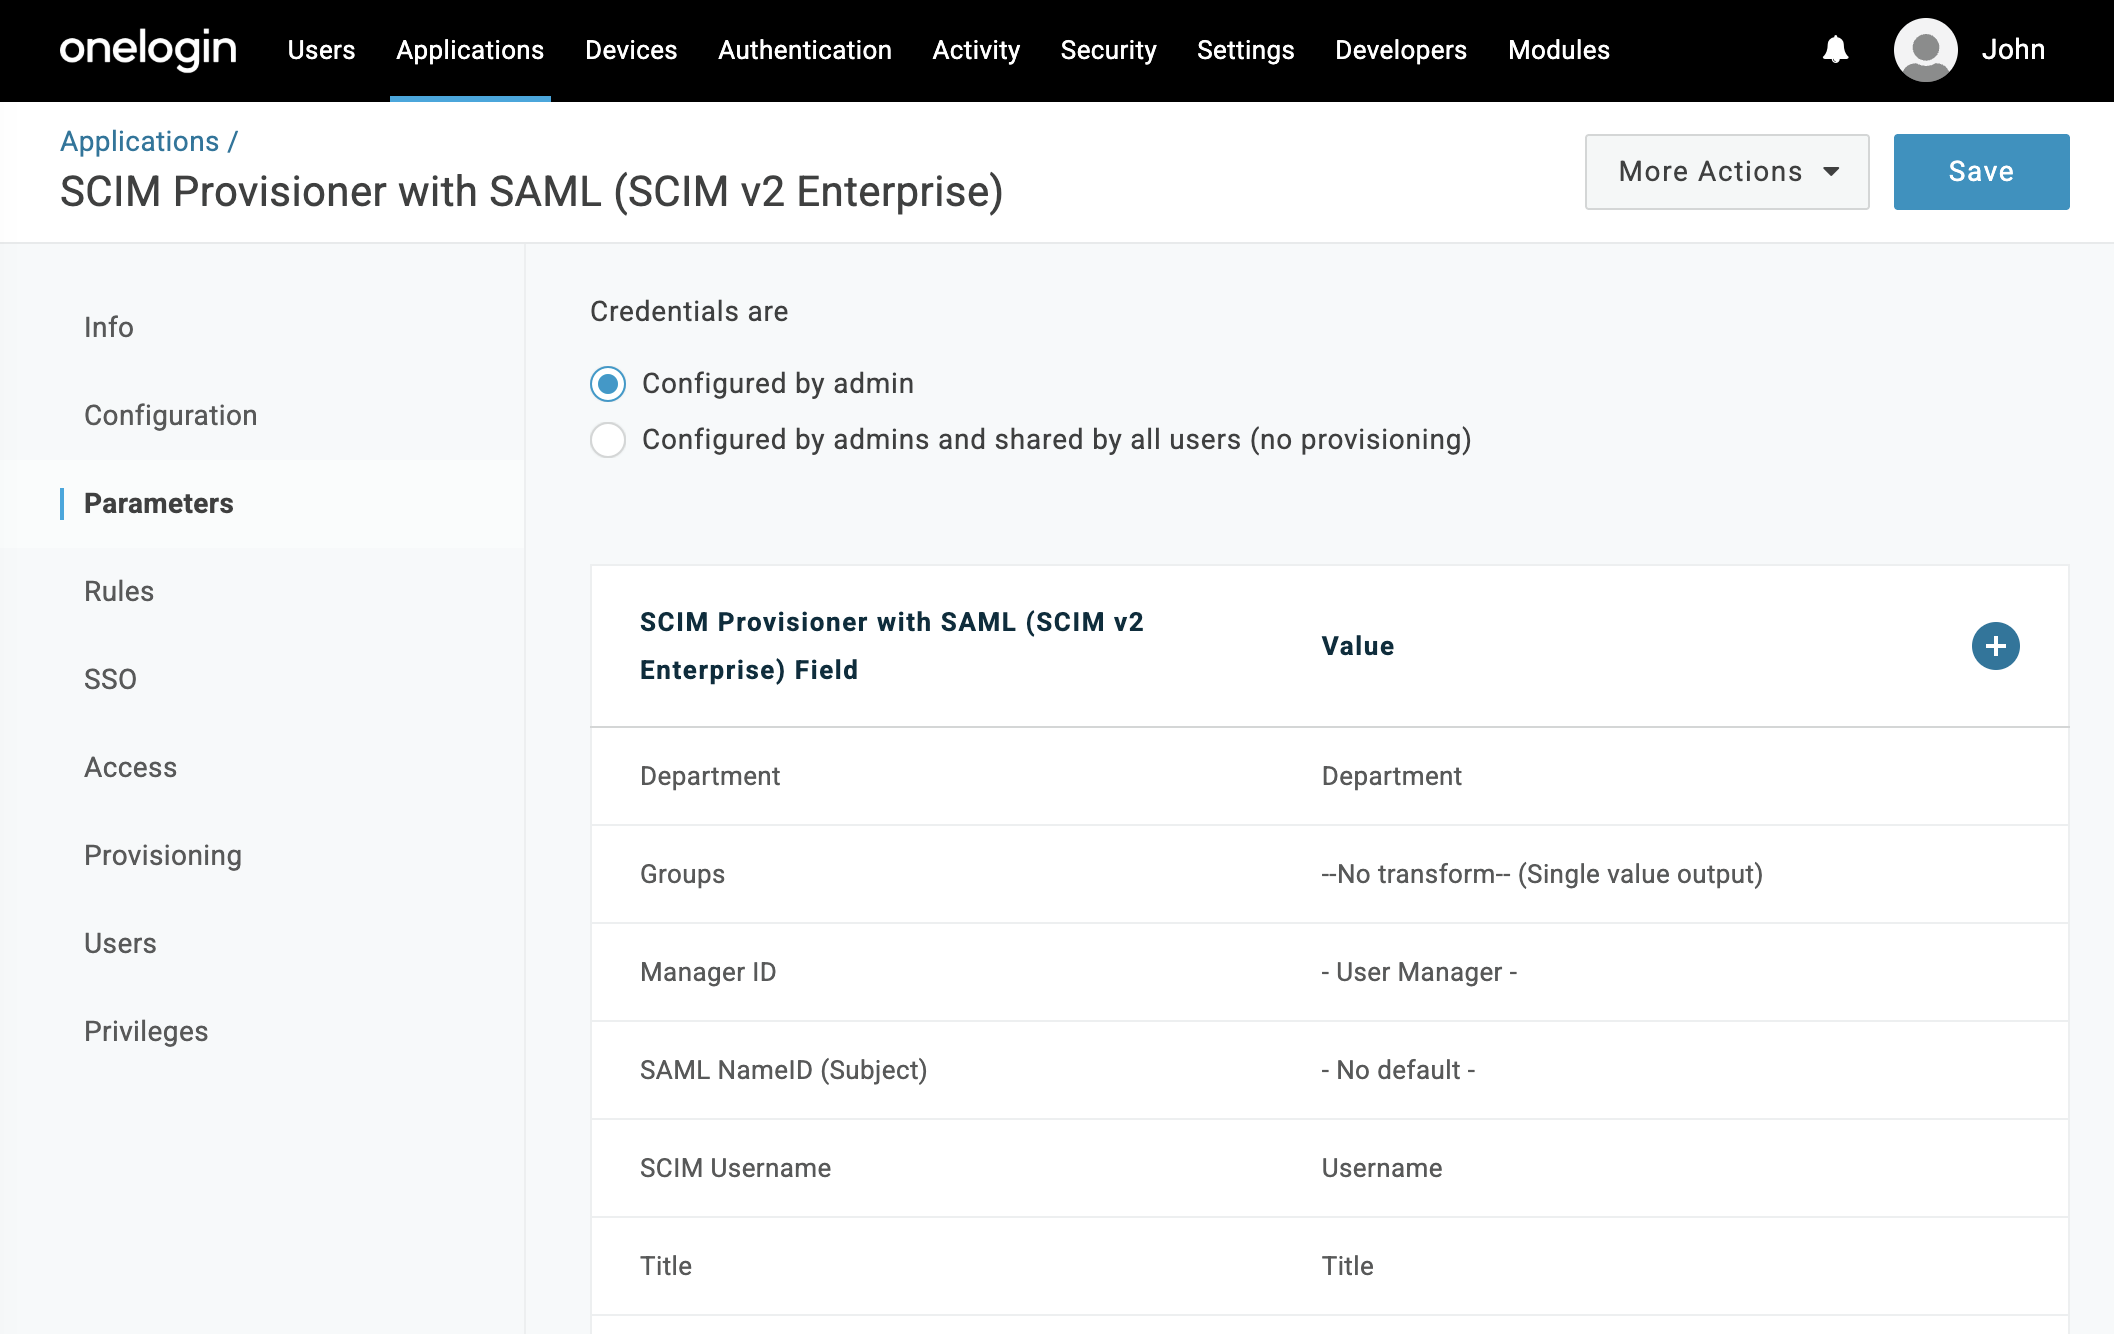 onelogin Users Applications Devices Authentication Activity Security Settings Developers Modules John
Applications /
SCIM Provisioner with SAML (SCIM v2 Enterprise)
More Actions
Save
Info
Configuration
Parameters
Rules
SSO
Access
Provisioning
Users
Privileges
Credentials are
Configured by admin
Configured by admins and shared by all users (no provisioning)
SCIM Provisioner with SAML (SCIM v2
Enterprise) Field
Value
Department Department
Groups --No transform-- (Single value output)
Manager ID - User Manager -
SAML NameID (Subject) - No default -
SCIM Username Username
Title Title